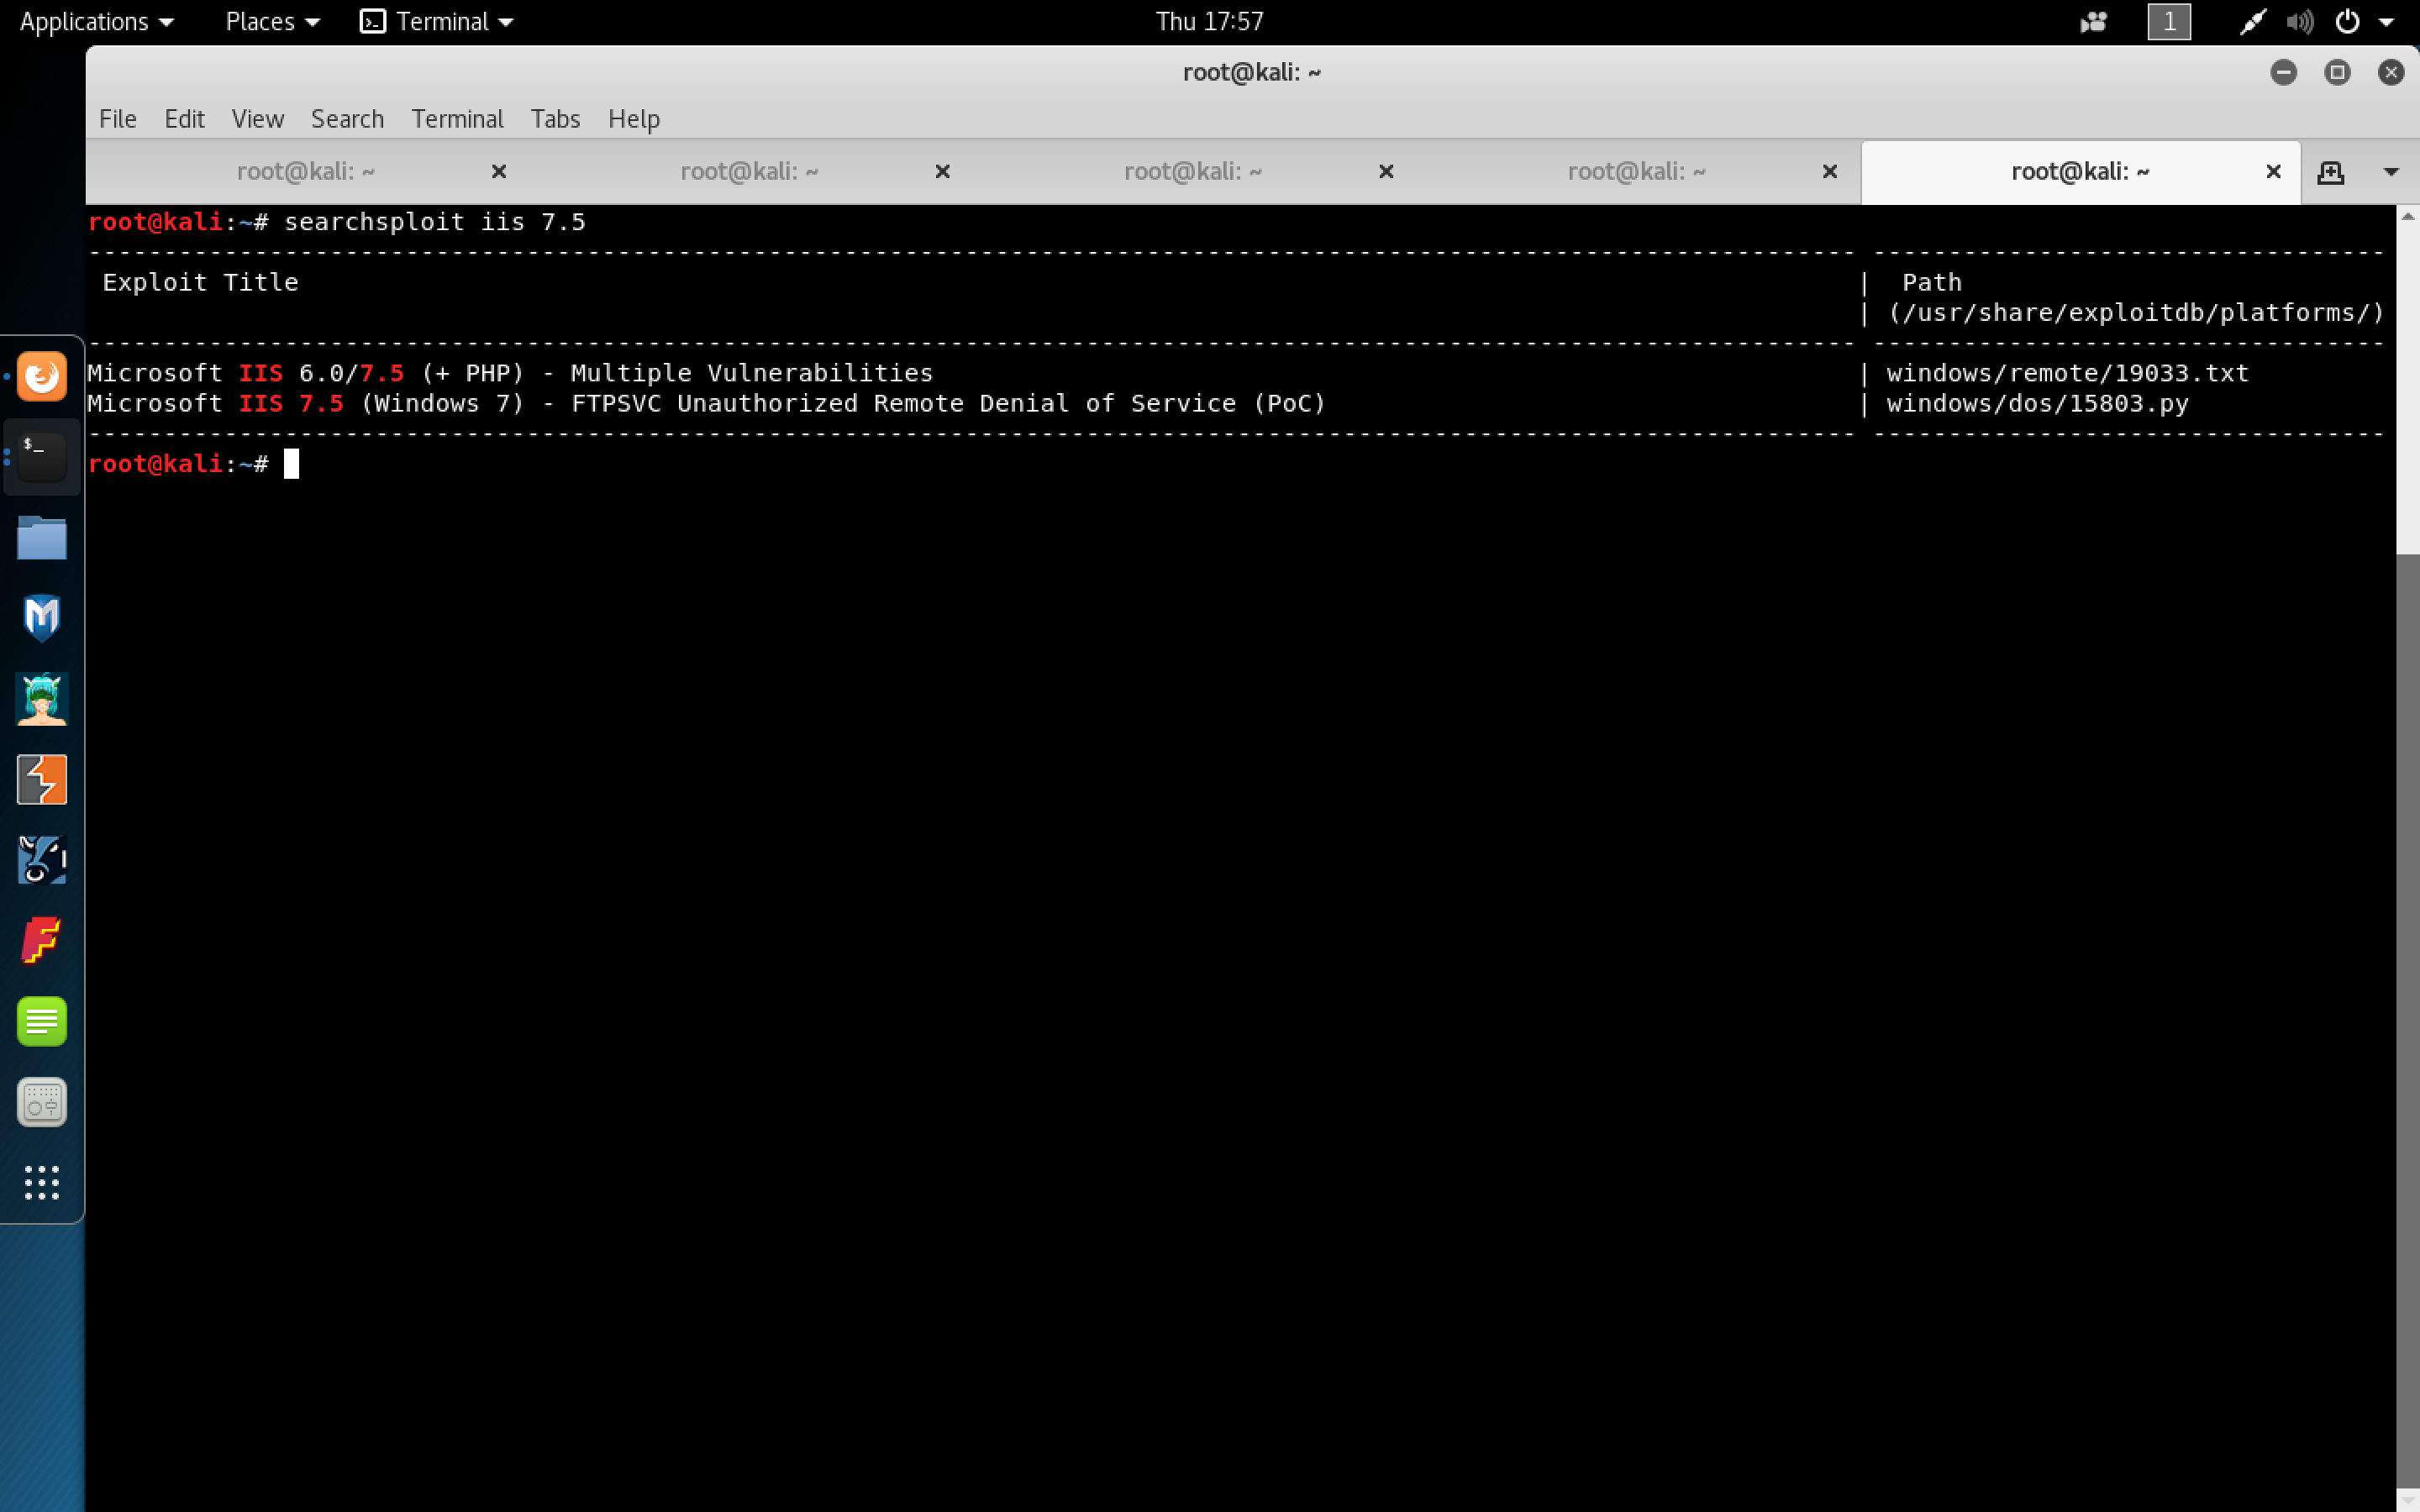 Applications Places Terminal Thu 17:57 1
root@kali: ~
File Edit View Search Terminal Tabs Help
root@kali: ~ root@kali: ~ root@kali: ~ root@kali: ~ root@kali: ~
root@kali:~# searchsploit iis 7.5
Exploit Title | Path
| (/usr/share/exploitdb/platforms/)
Microsoft IIS 6.0/7.5 (+ PHP) - Multiple Vulnerabilities | windows/remote/19033.txt
Microsoft IIS 7.5 (Windows 7) - FTPSVC Unauthorized Remote Denial of Service (PoC) | windows/dos/15803.py
root@kali:~#